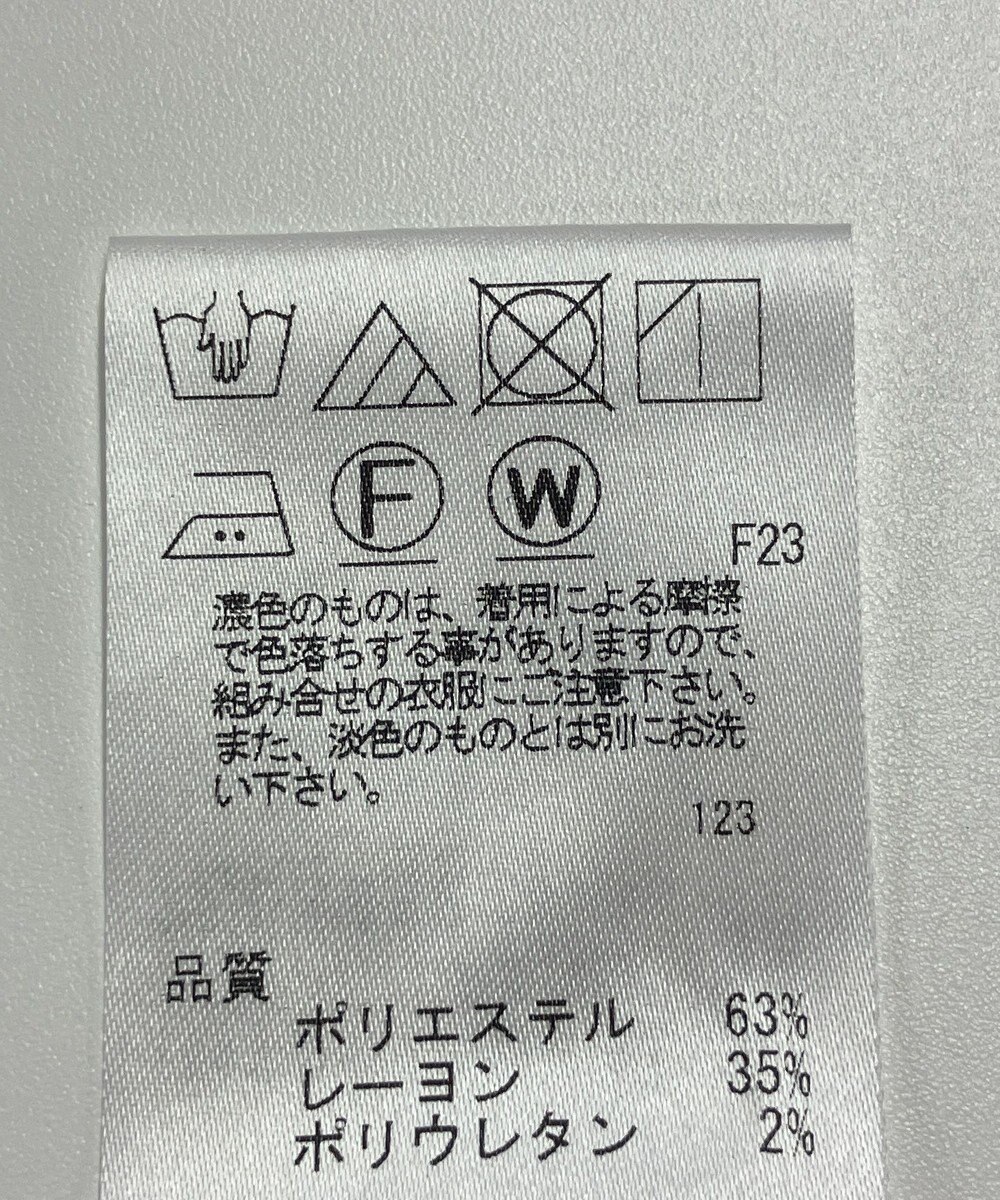 F
W
F23
濃色のものは、着用による摩擦
で色落ちする事がありますので、
組み合せの衣服にご注意下さい。
また、淡色のものとは別にお洗
い下さい。
123
品質
ポリエステル 63%
レーヨン 35%
ポリウレタン 2%